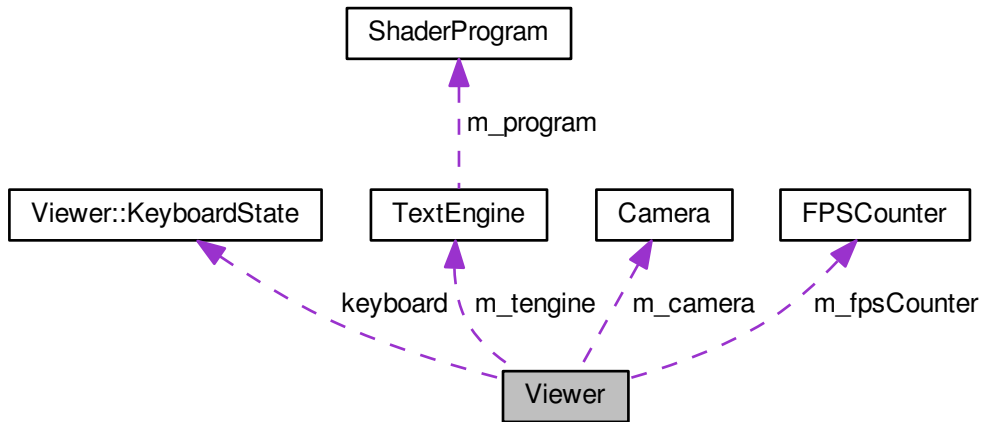 ShaderProgram
m_program
Viewer::KeyboardState
TextEngine
Camera
FPSCounter
keyboard
m_tengine
m_camera
m_fpsCounter
Viewer